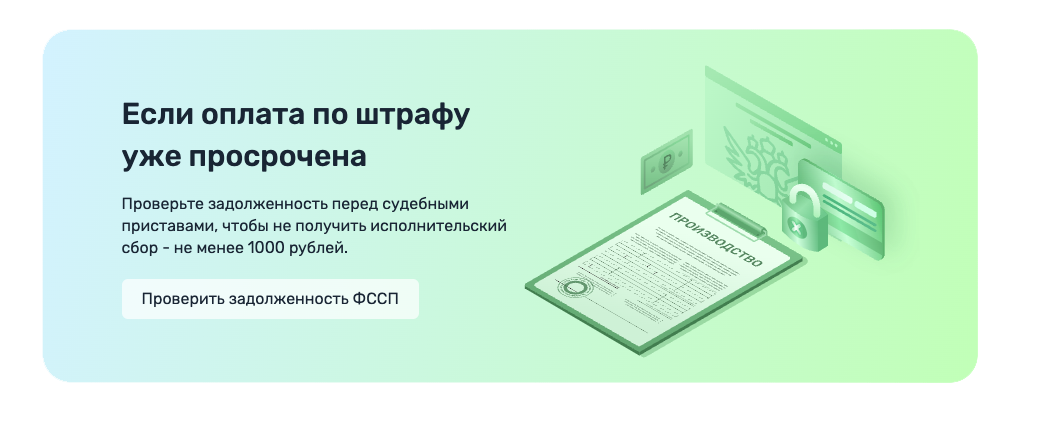 Если оплата по штрафу
уже просрочена
Проверьте задолженность перед судебными
приставами, чтобы не получить исполнительский
сбор - не менее 1000 рублей.
Проверить задолженность ФССП
₽
ПРОИЗВОДСТВО